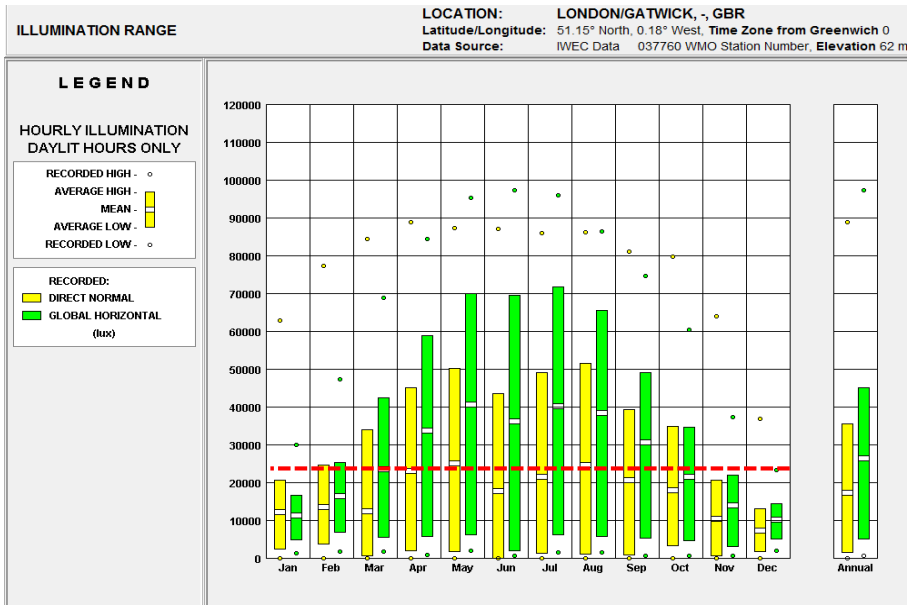 ILLUMINATION RANGE
LOCATION: LONDON/GATWICK, -, GBR
Latitude/Longitude: 51.15° North, 0.18° West, Time Zone from Greenwich 0
Data Source: IWEC Data 037760 WMO Station Number, Elevation 62 m
LEGEND
HOURLY ILLUMINATION
DAYLIT HOURS ONLY
RECORDED HIGH -
AVERAGE HIGH -
MEAN -
AVERAGE LOW -
RECORDED LOW -
RECORDED:
DIRECT NORMAL
GLOBAL HORIZONTAL
(lux)
120000
110000
100000
90000
80000
70000
60000
50000
40000
30000
20000
10000
0
Jan Feb Mar Apr May Jun Jul Aug Sep Oct Nov Dec Annual